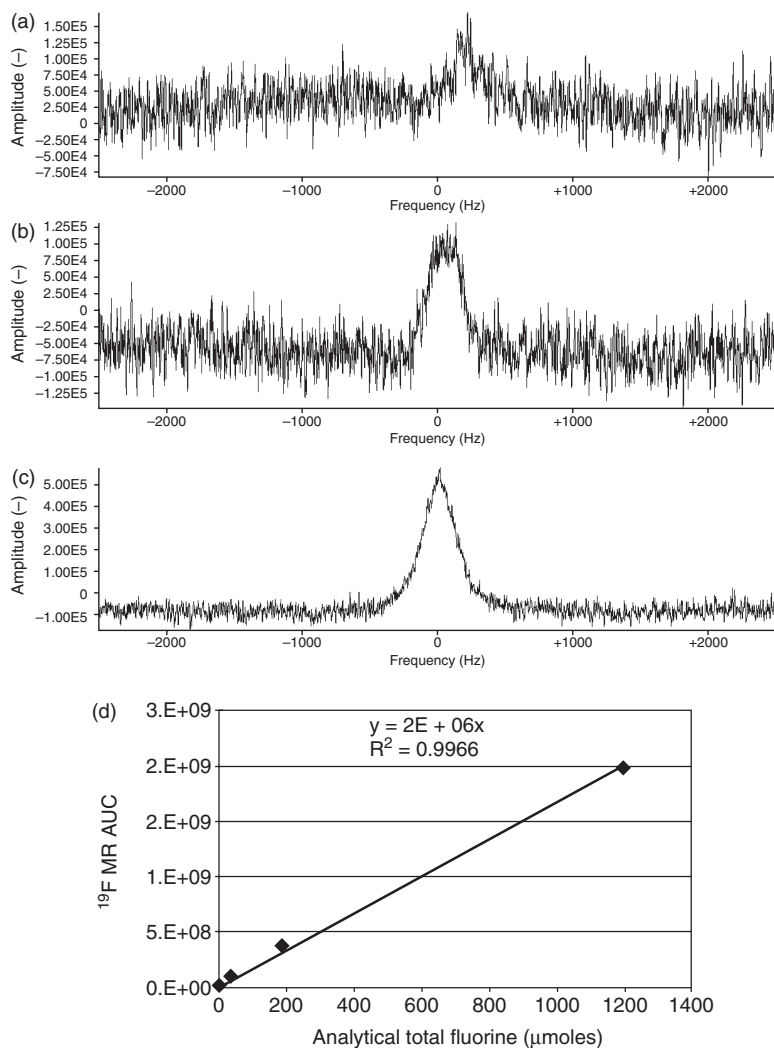 (a)
Amplitude (–)
1.50E5
1.25E5
1.00E5
7.50E4
5.00E4
2.50E4
0
−2.50E4
−5.00E4
−7.50E4
−2000 −1000 0 +1000 +2000
Frequency (Hz)
(b)
Amplitude (–)
1.25E5
1.00E5
7.50E4
5.00E4
2.50E4
0
−2.50E4
−5.00E4
−7.50E4
−1.00E5
−1.25E5
−2000 −1000 0 +1000 +2000
Frequency (Hz)
(c)
Amplitude (–)
5.00E5
4.00E5
3.00E5
2.00E5
1.00E5
0
−1.00E5
−2000 −1000 0 +1000 +2000
Frequency (Hz)
(d)
y = 2E + 06x
R² = 0.9966
¹⁹F MR AUC
3.E+09
2.E+09
2.E+09
1.E+09
5.E+08
0.E+00
0 200 400 600 800 1000 1200 1400
Analytical total fluorine (μmoles)